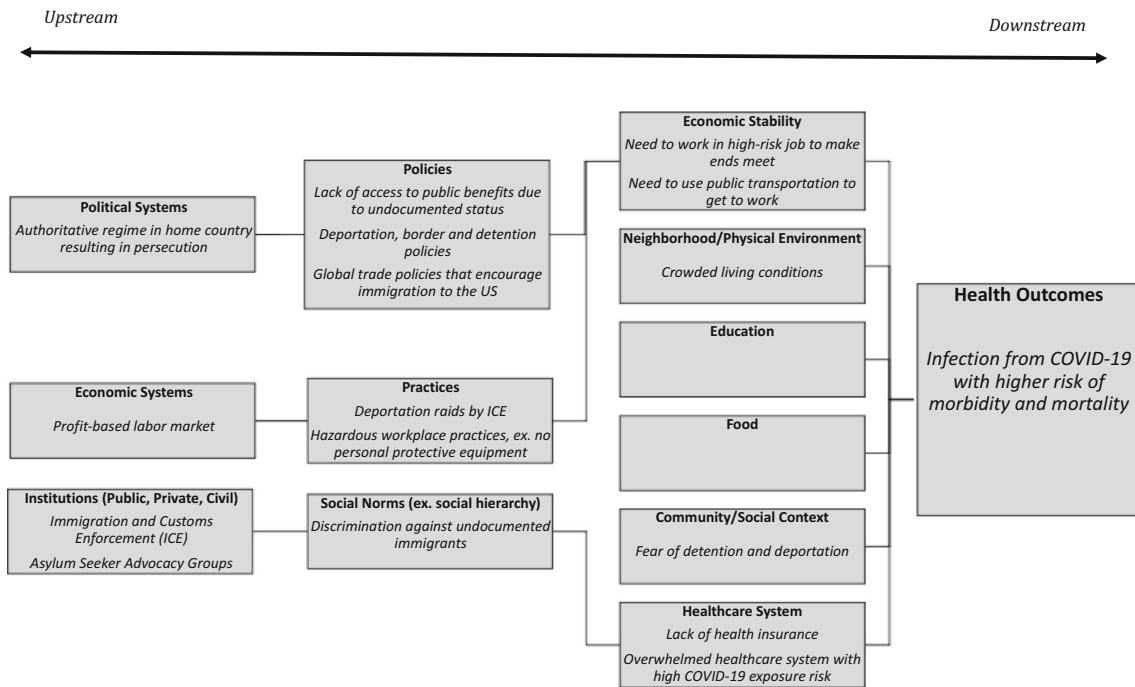 Upstream
Downstream
Political Systems
Authoritative regime in home country
resulting in persecution
Economic Systems
Profit-based labor market
Institutions (Public, Private, Civil)
Immigration and Customs
Enforcement (ICE)
Asylum Seeker Advocacy Groups
Policies
Lack of access to public benefits due
to undocumented status
Deportation, border and detention
policies
Global trade policies that encourage
immigration to the US
Practices
Deportation raids by ICE
Hazardous workplace practices, ex. no
personal protective equipment
Social Norms (ex. social hierarchy)
Discrimination against undocumented
immigrants
Economic Stability
Need to work in high-risk job to make
ends meet
Need to use public transportation to
get to work
Neighborhood/Physical Environment
Crowded living conditions
Education
Food
Community/Social Context
Fear of detention and deportation
Healthcare System
Lack of health insurance
Overwhelmed healthcare system with
high COVID-19 exposure risk
Health Outcomes
Infection from COVID-19
with higher risk of
morbidity and mortality